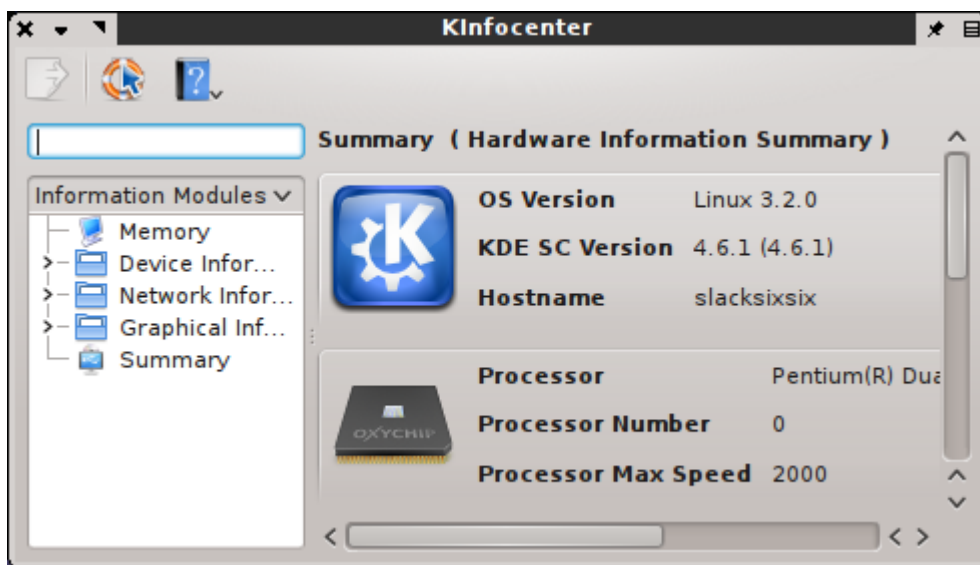 KInfocenter
Summary ( Hardware Information Summary )
Information Modules
Memory
Device Infor...
Network Infor...
Graphical Inf...
Summary
OS Version Linux 3.2.0
KDE SC Version 4.6.1 (4.6.1)
Hostname slacksixsix
OXYCHIP
Processor Pentium(R) Dua
Processor Number 0
Processor Max Speed 2000